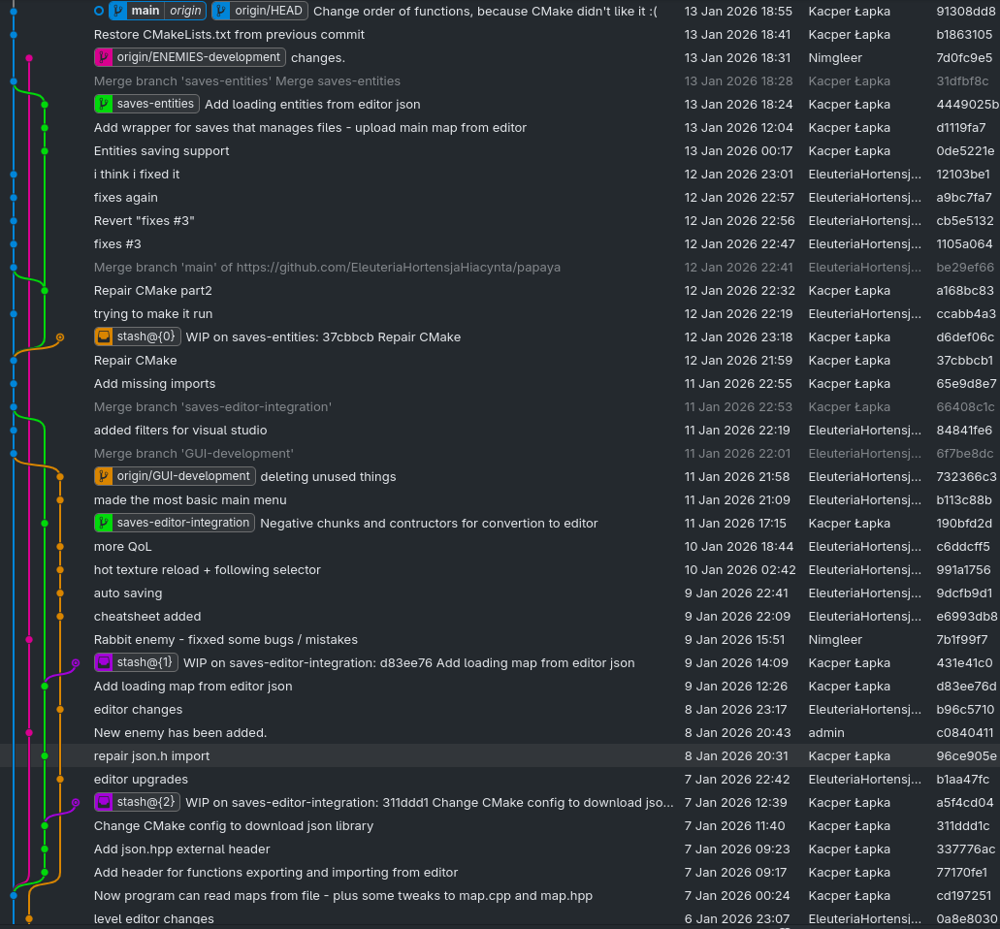 main origin origin/HEAD Change order of functions, because CMake didn't like it :( 13 Jan 2026 18:55 Kacper Łapka 91308dd8
Restore CMakeLists.txt from previous commit 13 Jan 2026 18:41 Kacper Łapka b1863105
origin/ENEMIES-development changes. 13 Jan 2026 18:31 Nimgleer 7d0fc9e5
Merge branch 'saves-entities' Merge saves-entities 13 Jan 2026 18:28 Kacper Łapka 31dfbf8c
saves-entities Add loading entities from editor json 13 Jan 2026 18:24 Kacper Łapka 4449025b
Add wrapper for saves that manages files - upload main map from editor 13 Jan 2026 12:04 Kacper Łapka d1119fa7
Entities saving support 13 Jan 2026 00:17 Kacper Łapka 0de5221e
i think i fixed it 12 Jan 2026 23:01 EleuteriaHortensj... 12103be1
fixes again 12 Jan 2026 22:57 EleuteriaHortensj... a9bc7fa7
Revert "fixes #3" 12 Jan 2026 22:56 EleuteriaHortensj... cb5e5132
fixes #3 12 Jan 2026 22:47 EleuteriaHortensj... 1105a064
Merge branch 'main' of https://github.com/EleuteriaHortensjaHiacynta/papaya 12 Jan 2026 22:41 EleuteriaHortensj... be29ef66
Repair CMake part2 12 Jan 2026 22:32 Kacper Łapka a168bc83
trying to make it run 12 Jan 2026 22:19 EleuteriaHortensj... ccabb4a3
stash@{0} WIP on saves-entities: 37cbbcb Repair CMake 12 Jan 2026 23:18 Kacper Łapka d6def06c
Repair CMake 12 Jan 2026 21:59 Kacper Łapka 37cbbcb1
Add missing imports 11 Jan 2026 22:55 Kacper Łapka 65e9d8e7
Merge branch 'saves-editor-integration' 11 Jan 2026 22:53 Kacper Łapka 66408c1c
added filters for visual studio 11 Jan 2026 22:19 EleuteriaHortensj... 84841fe6
Merge branch 'GUI-development' 11 Jan 2026 22:01 EleuteriaHortensj... 6f7be8dc
origin/GUI-development deleting unused things 11 Jan 2026 21:58 EleuteriaHortensj... 732366c3
made the most basic main menu 11 Jan 2026 21:09 EleuteriaHortensj... b113c88b
saves-editor-integration Negative chunks and contructors for convertion to editor 11 Jan 2026 17:15 Kacper Łapka 190bfd2d
more QoL 10 Jan 2026 18:44 EleuteriaHortensj... c6ddcff5
hot texture reload + following selector 10 Jan 2026 02:42 EleuteriaHortensj... 991a1756
auto saving 9 Jan 2026 22:41 EleuteriaHortensj... 9dcfb9d1
cheatsheet added 9 Jan 2026 22:09 EleuteriaHortensj... e6993db8
Rabbit enemy - fixxed some bugs / mistakes 9 Jan 2026 15:51 Nimgleer 7b1f99f7
stash@{1} WIP on saves-editor-integration: d83ee76 Add loading map from editor json 9 Jan 2026 14:09 Kacper Łapka 431e41c0
Add loading map from editor json 9 Jan 2026 12:26 Kacper Łapka d83ee76d
editor changes 8 Jan 2026 23:17 EleuteriaHortensj... b96c5710
New enemy has been added. 8 Jan 2026 20:43 admin c0840411
repair json.h import 8 Jan 2026 20:31 Kacper Łapka 96ce905e
editor upgrades 7 Jan 2026 22:42 EleuteriaHortensj... b1aa47fc
stash@{2} WIP on saves-editor-integration: 311ddd1 Change CMake config to download jso... 7 Jan 2026 12:39 Kacper Łapka a5f4cd04
Change CMake config to download json library 7 Jan 2026 11:40 Kacper Łapka 311ddd1c
Add json.hpp external header 7 Jan 2026 09:23 Kacper Łapka 337776ac
Add header for functions exporting and importing from editor 7 Jan 2026 09:17 Kacper Łapka 77170fe1
Now program can read maps from file - plus some tweaks to map.cpp and map.hpp 7 Jan 2026 00:24 Kacper Łapka cd197251
level editor changes 6 Jan 2026 23:07 EleuteriaHortensj... 0a8e8030